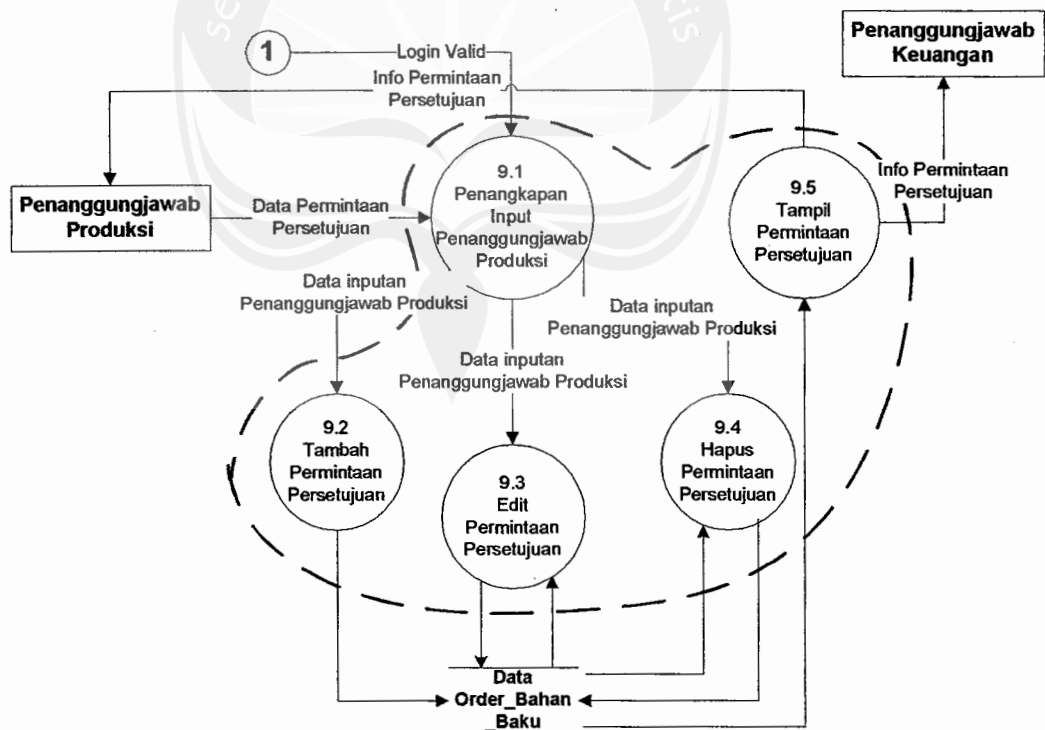 Penanggungjawab
Keuangan
1
Login Valid
Info Permintaan
Persetujuan
9.1
Penangkapan
Input
Penanggungjawab
Produksi
9.5
Tampil
Permintaan
Persetujuan
Info Permintaan
Persetujuan
Penanggungjawab
Produksi
Data Permintaan
Persetujuan
Data inputan
Penanggungjawab Produksi
Data inputan
Penanggungjawab Produksi
Data inputan
Penanggungjawab Produksi
9.2
Tambah
Permintaan
Persetujuan
9.3
Edit
Permintaan
Persetujuan
9.4
Hapus
Permintaan
Persetujuan
Data
Order_Bahan
_Baku